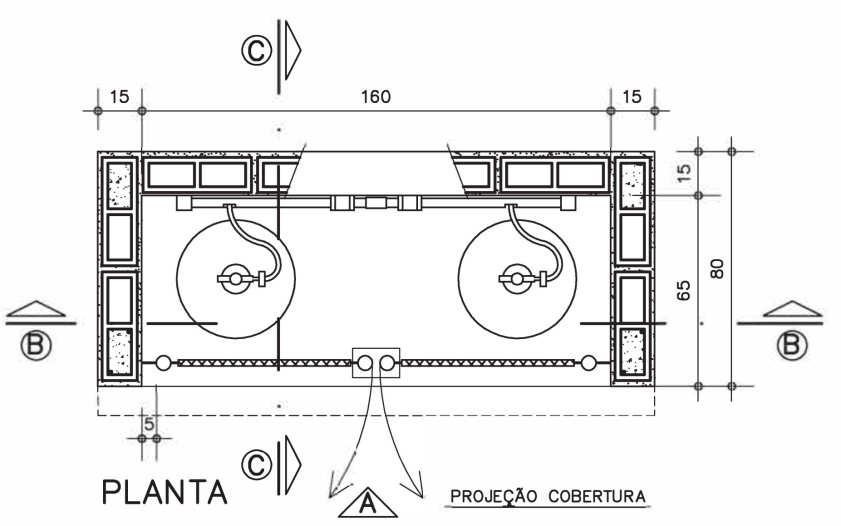 C
15 160 15
15
65
80
B
B
5
C
PLANTA
A
PROJEÇÃO COBERTURA